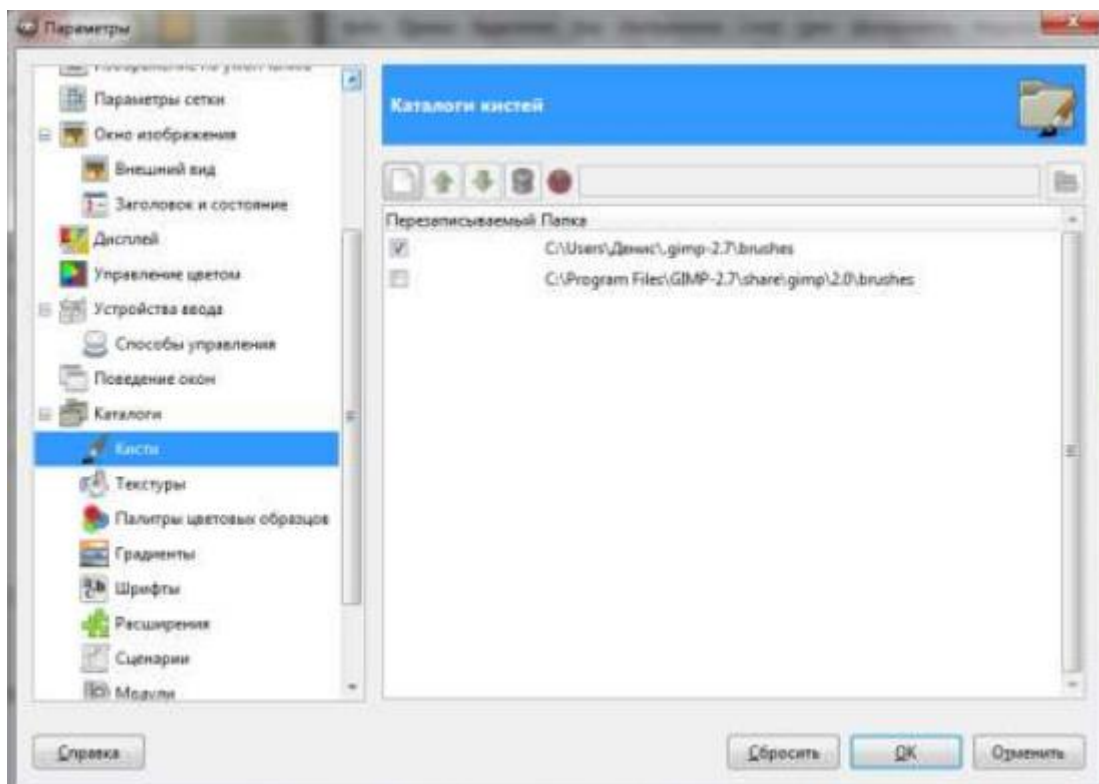 Параметры
Параметры сетки
Окно изображения
Внешний вид
Заголовок и состояние
Дисплей
Управление цветом
Устройства ввода
Способы управления
Поведение окон
Каталоги
Кисти
Текстуры
Палитры цветовых образцов
Градиенты
Шрифты
Расширения
Сценарии
Модули
Каталоги кистей
Перезаписываемый Папка
C:\Users\Денис\.gimp-2.7\brushes
C:\Program Files\GIMP-2.7\share\gimp\2.0\brushes
Справка
Сбросить
OK
Отменить